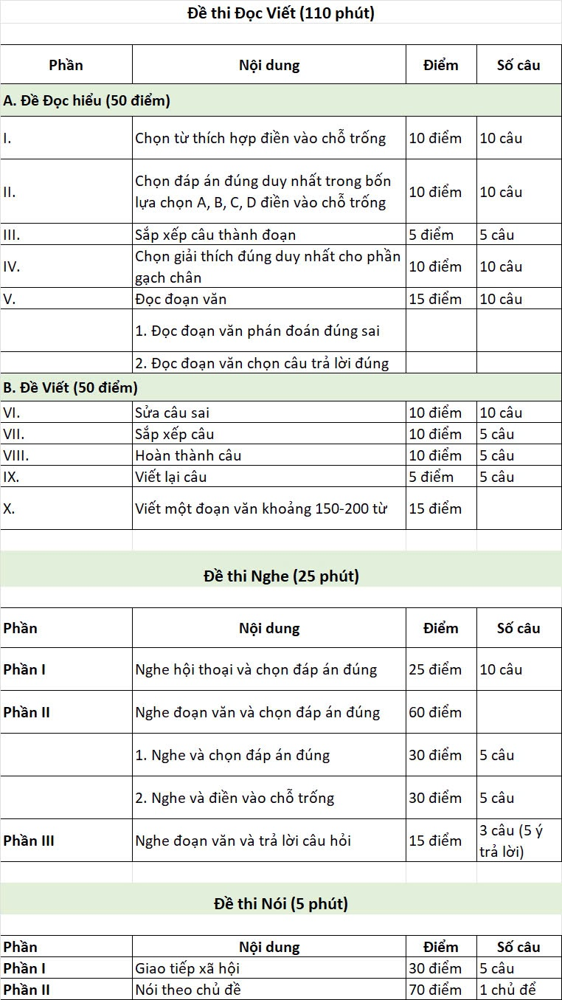 Đề thi Đọc Viết (110 phút)
Phần Nội dung Điểm Số câu
A. Đề Đọc hiểu (50 điểm)
I. Chọn từ thích hợp điền vào chỗ trống 10 điểm 10 câu
II. Chọn đáp án đúng duy nhất trong bốn
lựa chọn A, B, C, D điền vào chỗ trống 10 điểm 10 câu
III. Sắp xếp câu thành đoạn 5 điểm 5 câu
IV. Chọn giải thích đúng duy nhất cho phần
gạch chân 10 điểm 10 câu
V. Đọc đoạn văn 15 điểm 10 câu
1. Đọc đoạn văn phán đoán đúng sai
2. Đọc đoạn văn chọn câu trả lời đúng
B. Đề Viết (50 điểm)
VI. Sửa câu sai 10 điểm 10 câu
VII. Sắp xếp câu 10 điểm 5 câu
VIII. Hoàn thành câu 10 điểm 5 câu
IX. Viết lại câu 5 điểm 5 câu
X. Viết một đoạn văn khoảng 150-200 từ 15 điểm
Đề thi Nghe (25 phút)
Phần Nội dung Điểm Số câu
Phần I Nghe hội thoại và chọn đáp án đúng 25 điểm 10 câu
Phần II Nghe đoạn văn và chọn đáp án đúng 60 điểm
1. Nghe và chọn đáp án đúng 30 điểm 5 câu
2. Nghe và điền vào chỗ trống 30 điểm 5 câu
Phần III Nghe đoạn văn và trả lời câu hỏi 15 điểm 3 câu (5 ý
trả lời)
Đề thi Nói (5 phút)
Phần Nội dung Điểm Số câu
Phần I Giao tiếp xã hội 30 điểm 5 câu
Phần II Nói theo chủ đề 70 điểm 1 chủ để